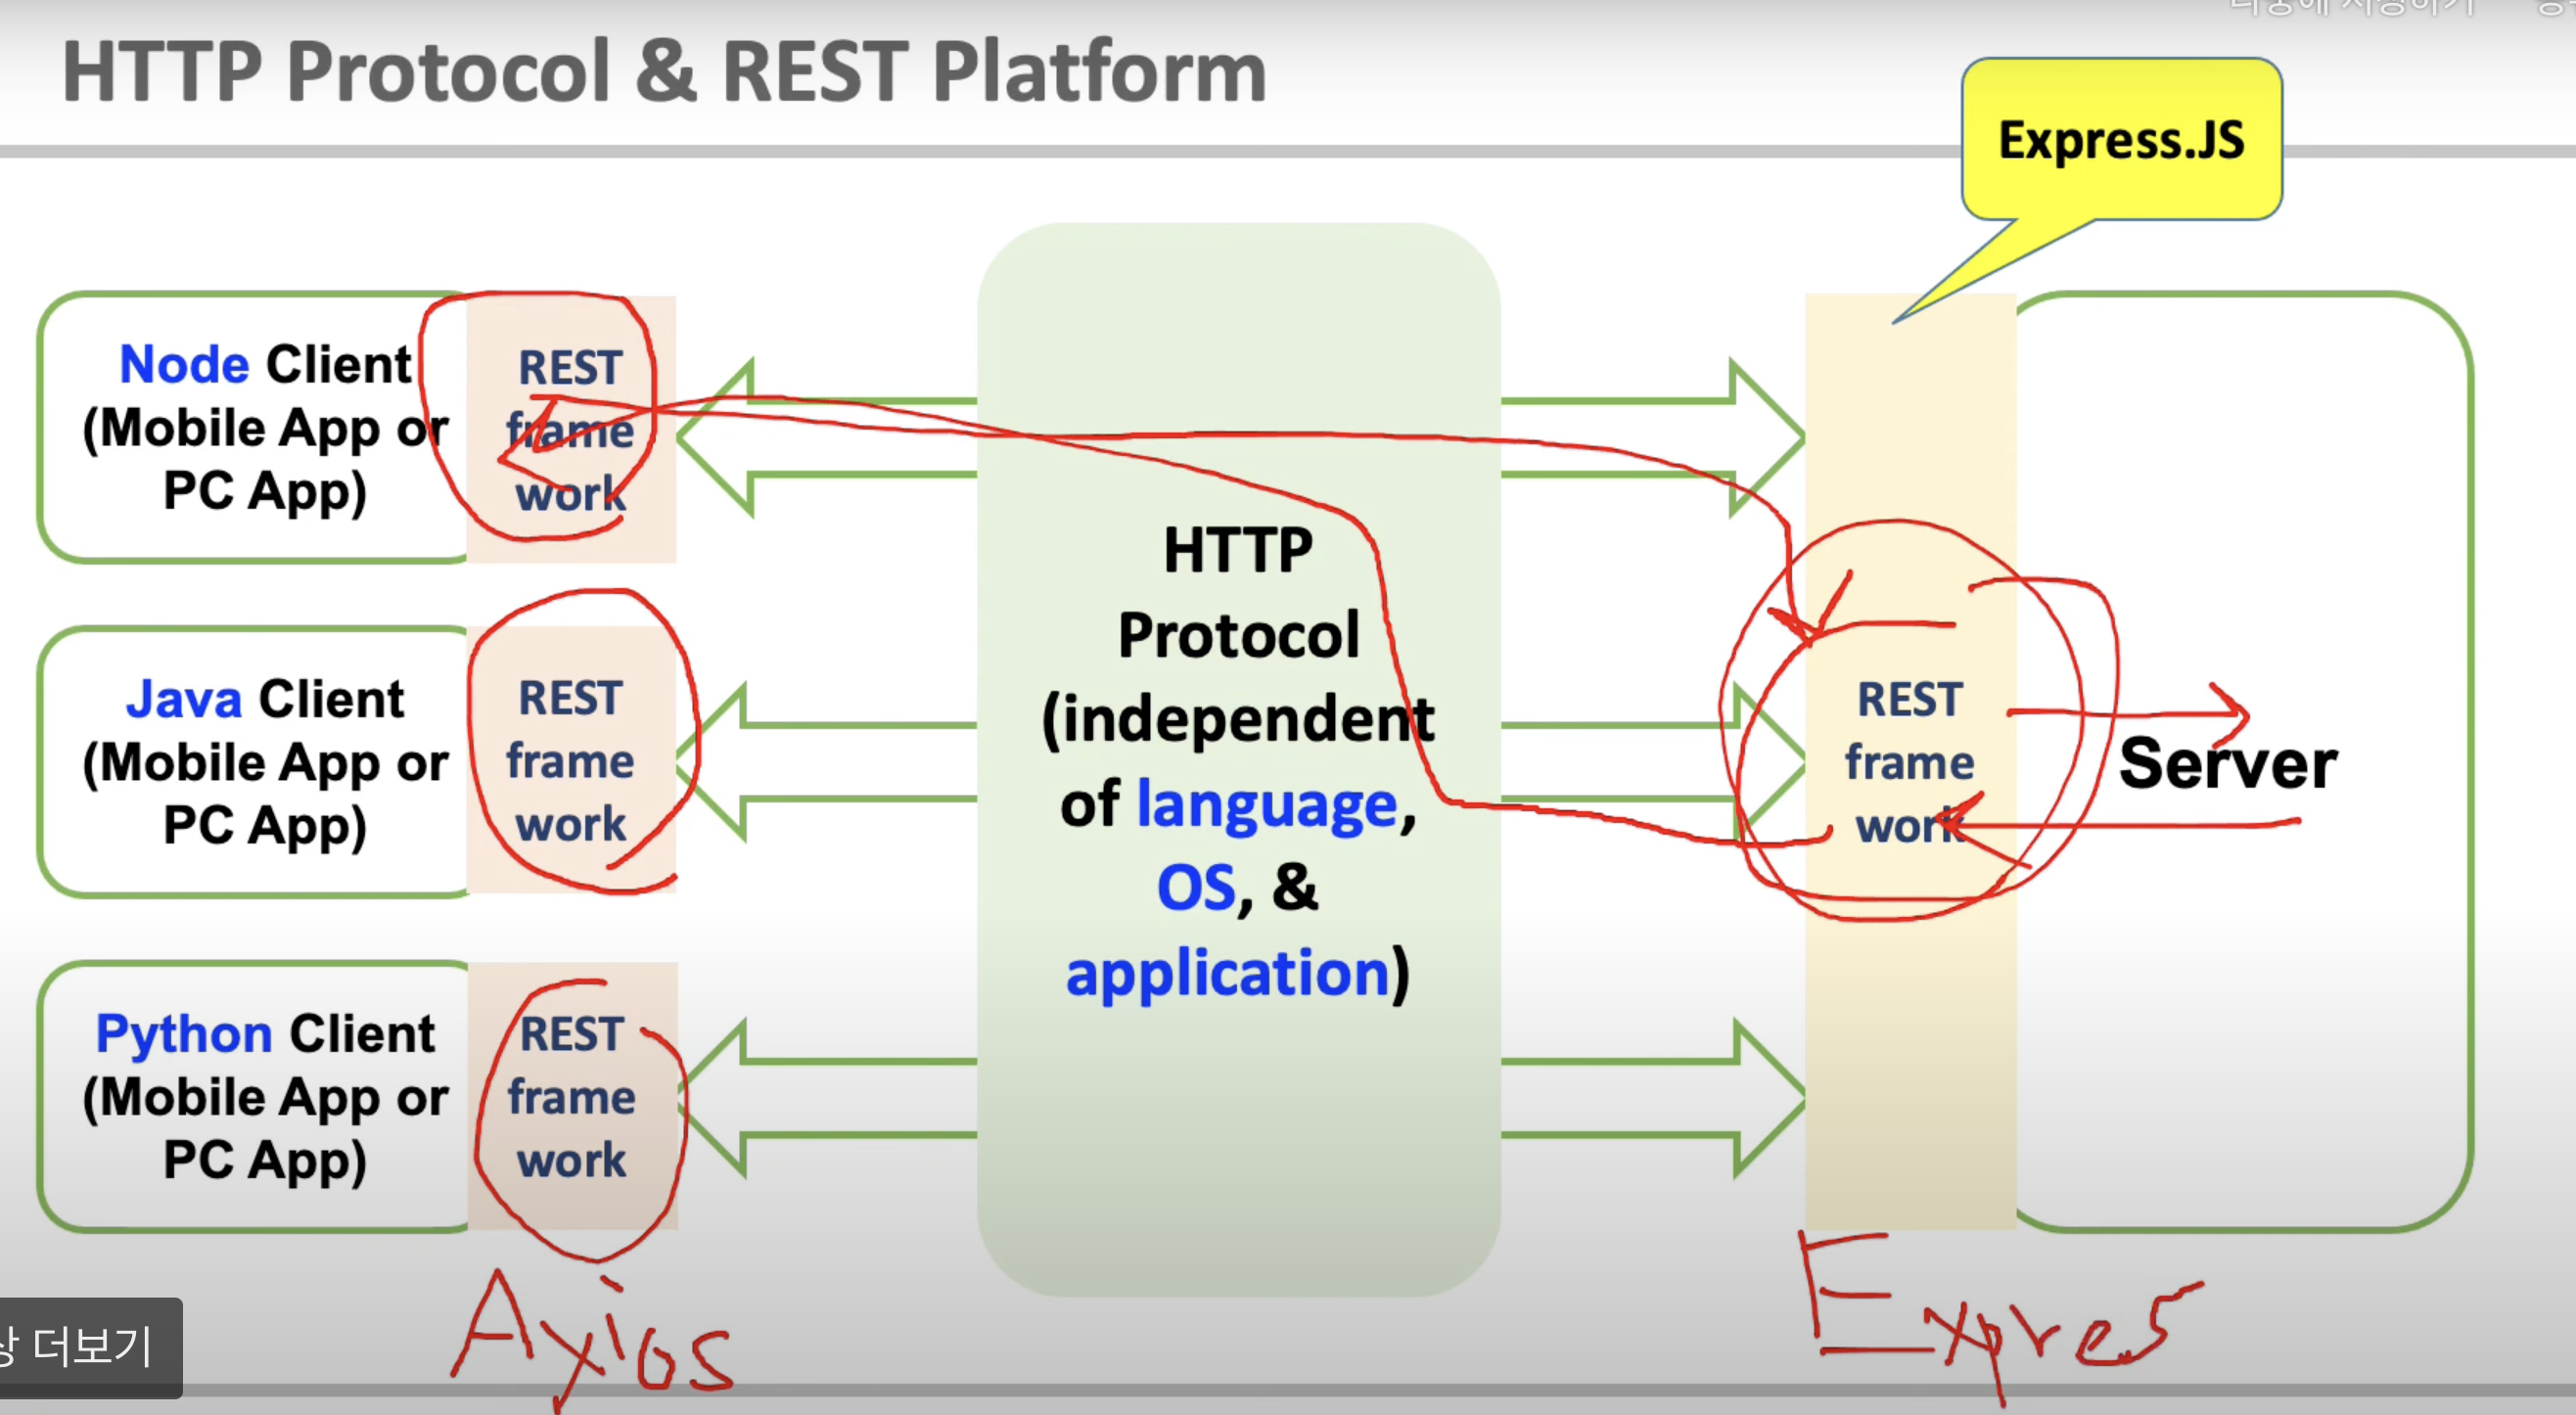 HTTP Protocol & REST Platform
Express.JS
Node Client
(Mobile App or
PC App)
REST
frame
work
Java Client
(Mobile App or
PC App)
REST
frame
work
Python Client
(Mobile App or
PC App)
REST
frame
work
HTTP
Protocol
(independent
of language,
OS, &
application)
REST
frame
work
Server
Axios
Expres
더보기